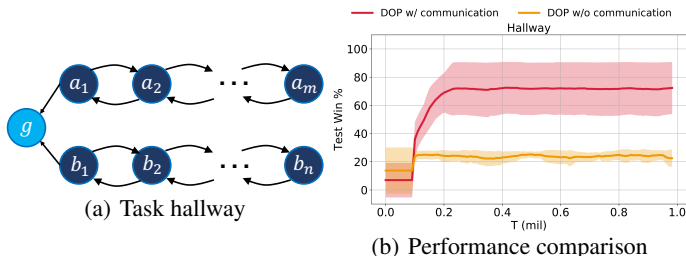 DOP w/ communication DOP w/o communication
Hallway
a1 a2 ··· am
g
b1 b2 ··· bn
(a) Task hallway
Test Win %
100
80
60
40
20
0
0.0 0.2 0.4 0.6 0.8 1.0
T (mil)
(b) Performance comparison